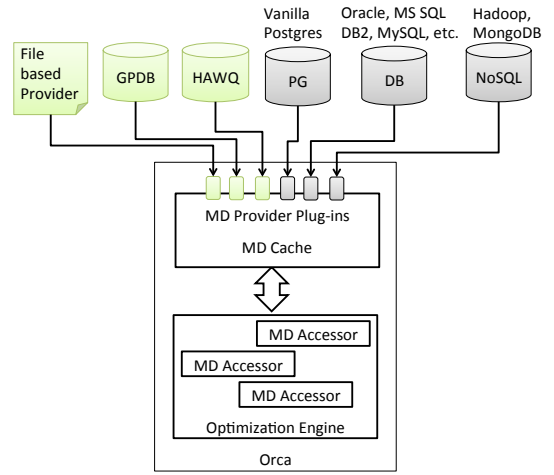 Vanilla
Postgres
Oracle, MS SQL
DB2, MySQL, etc.
Hadoop,
MongoDB
File
based
Provider
GPDB
HAWQ
PG
DB
NoSQL
MD Provider Plug-ins
MD Cache
MD Accessor
MD Accessor
MD Accessor
Optimization Engine
Orca